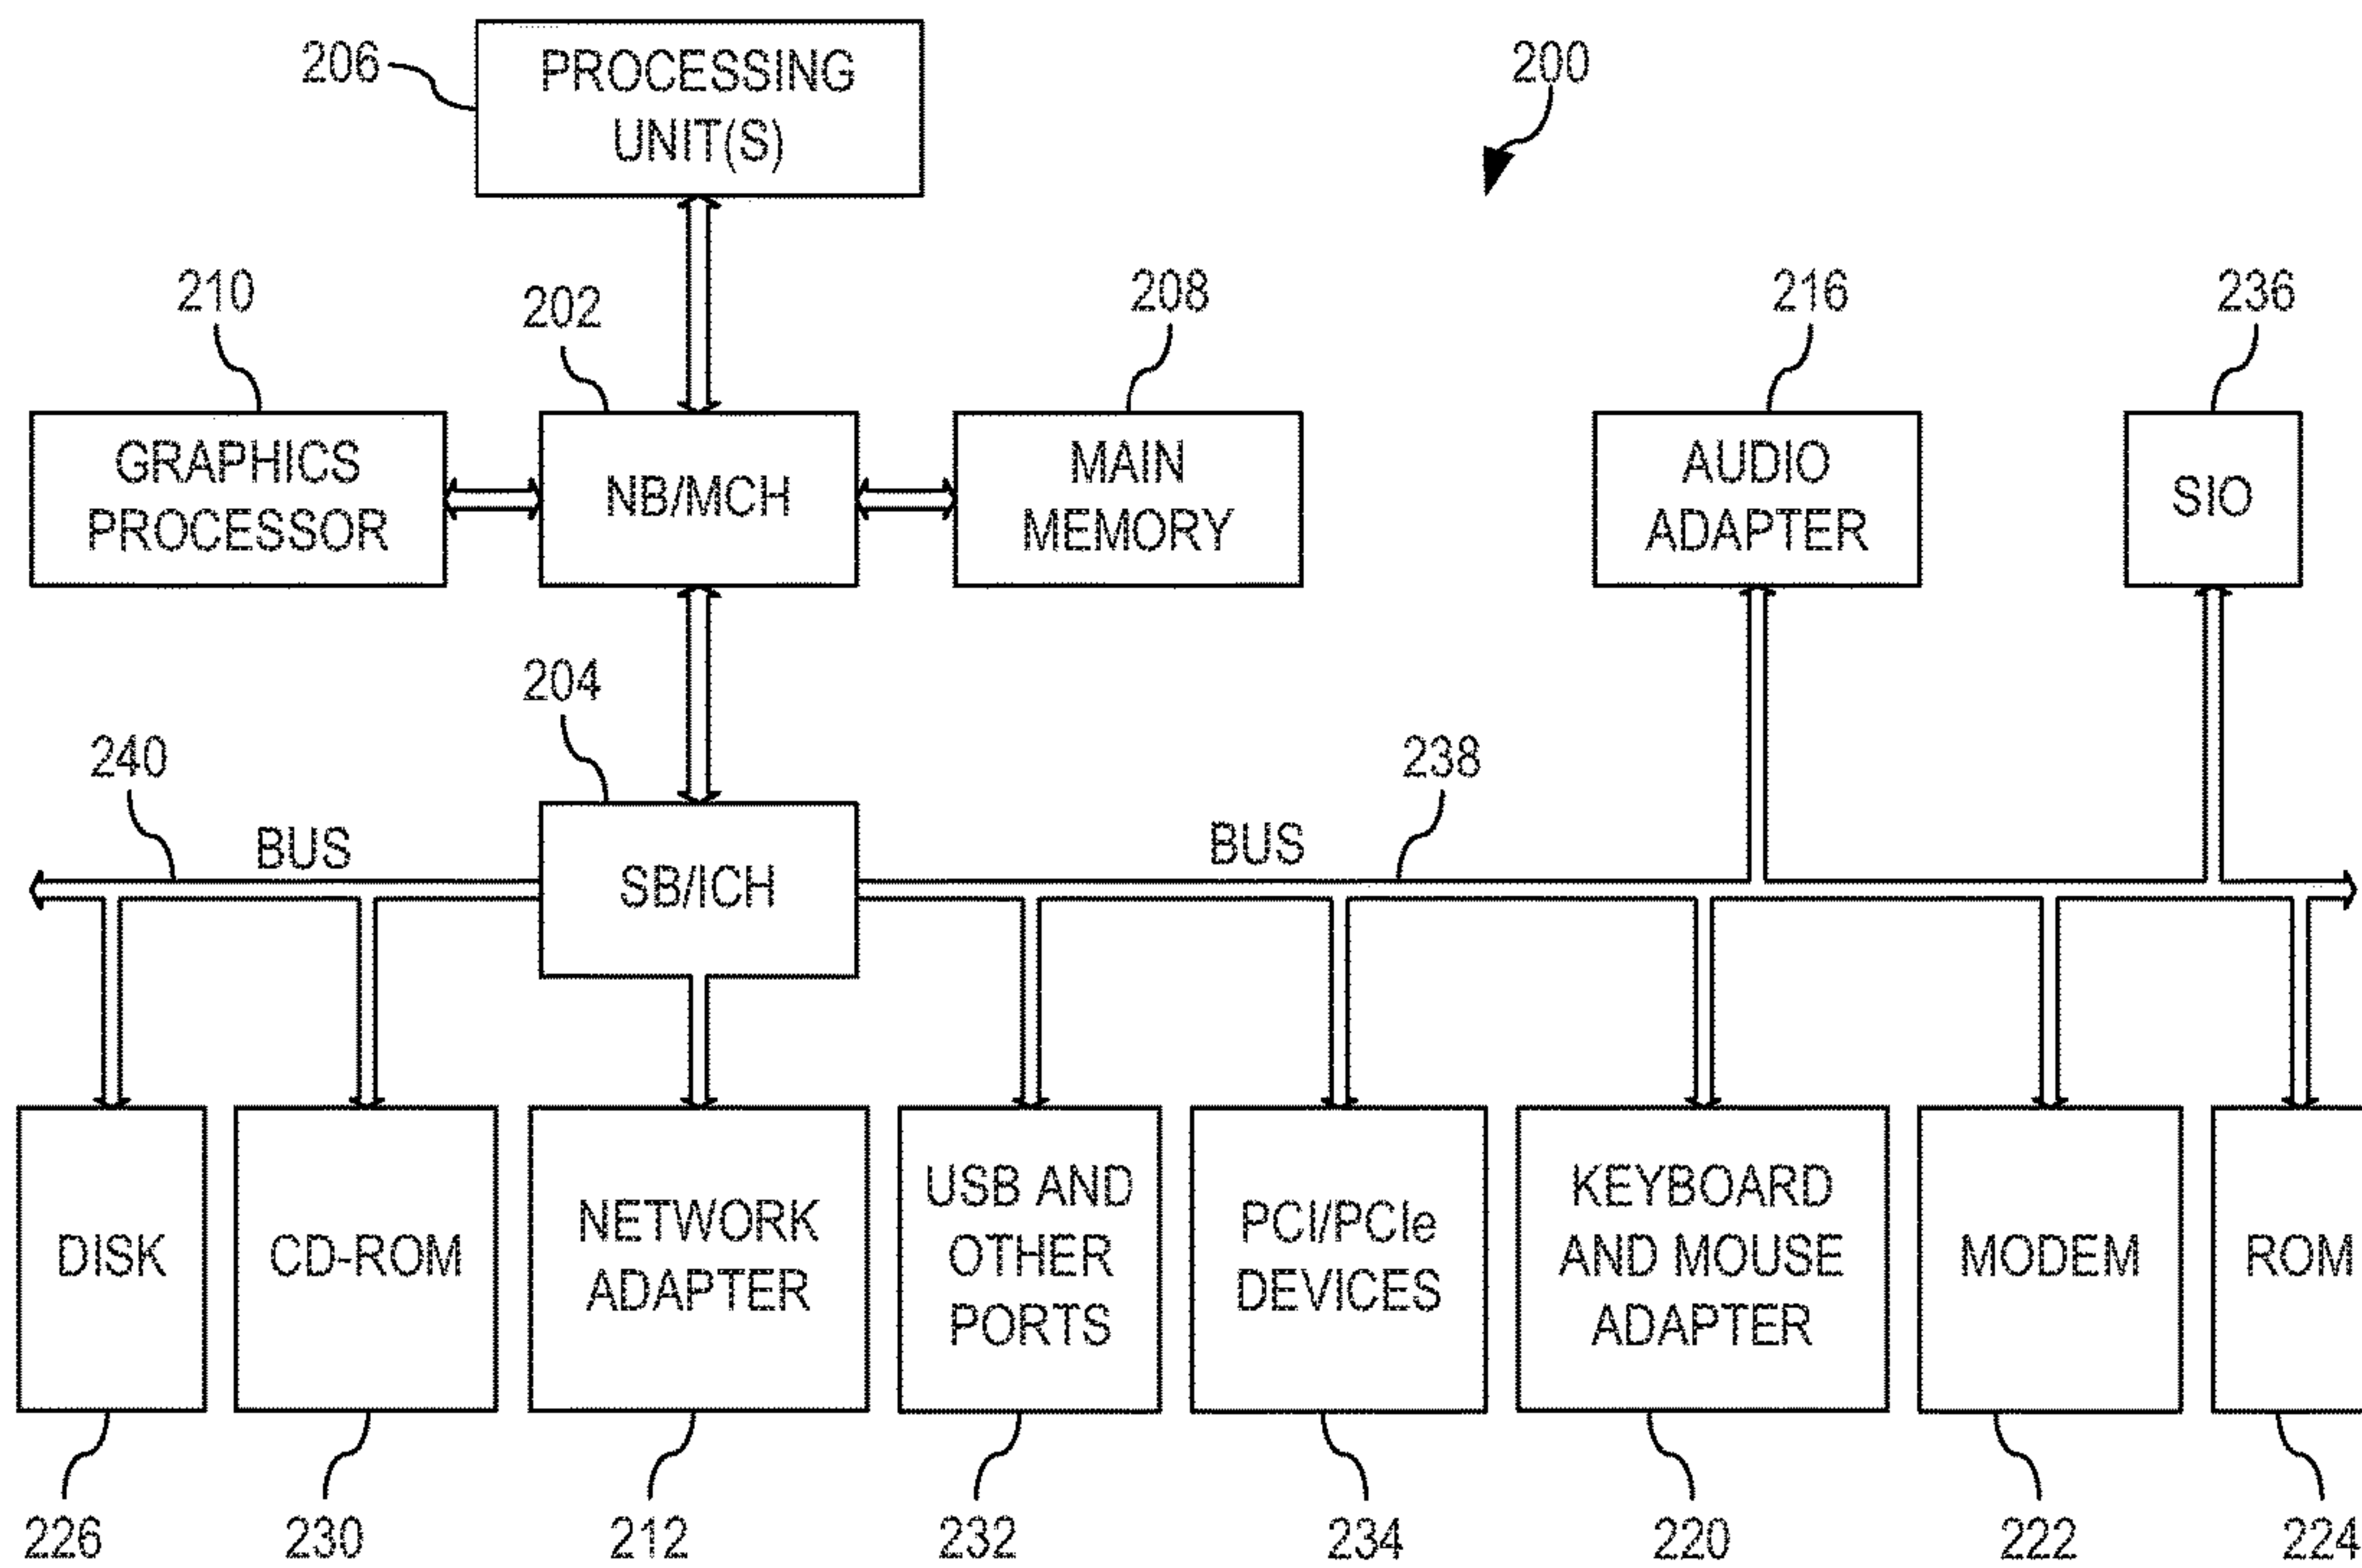 206
PROCESSING
UNIT(S)
200
210
202
208
216
236
GRAPHICS
PROCESSOR
NB/MCH
MAIN
MEMORY
AUDIO
ADAPTER
SIO
204
240
238
BUS
BUS
SB/ICH
DISK
CD-ROM
NETWORK
ADAPTER
USB AND
OTHER
PORTS
PCI/PCIe
DEVICES
KEYBOARD
AND MOUSE
ADAPTER
MODEM
ROM
226
230
212
232
234
220
222
224